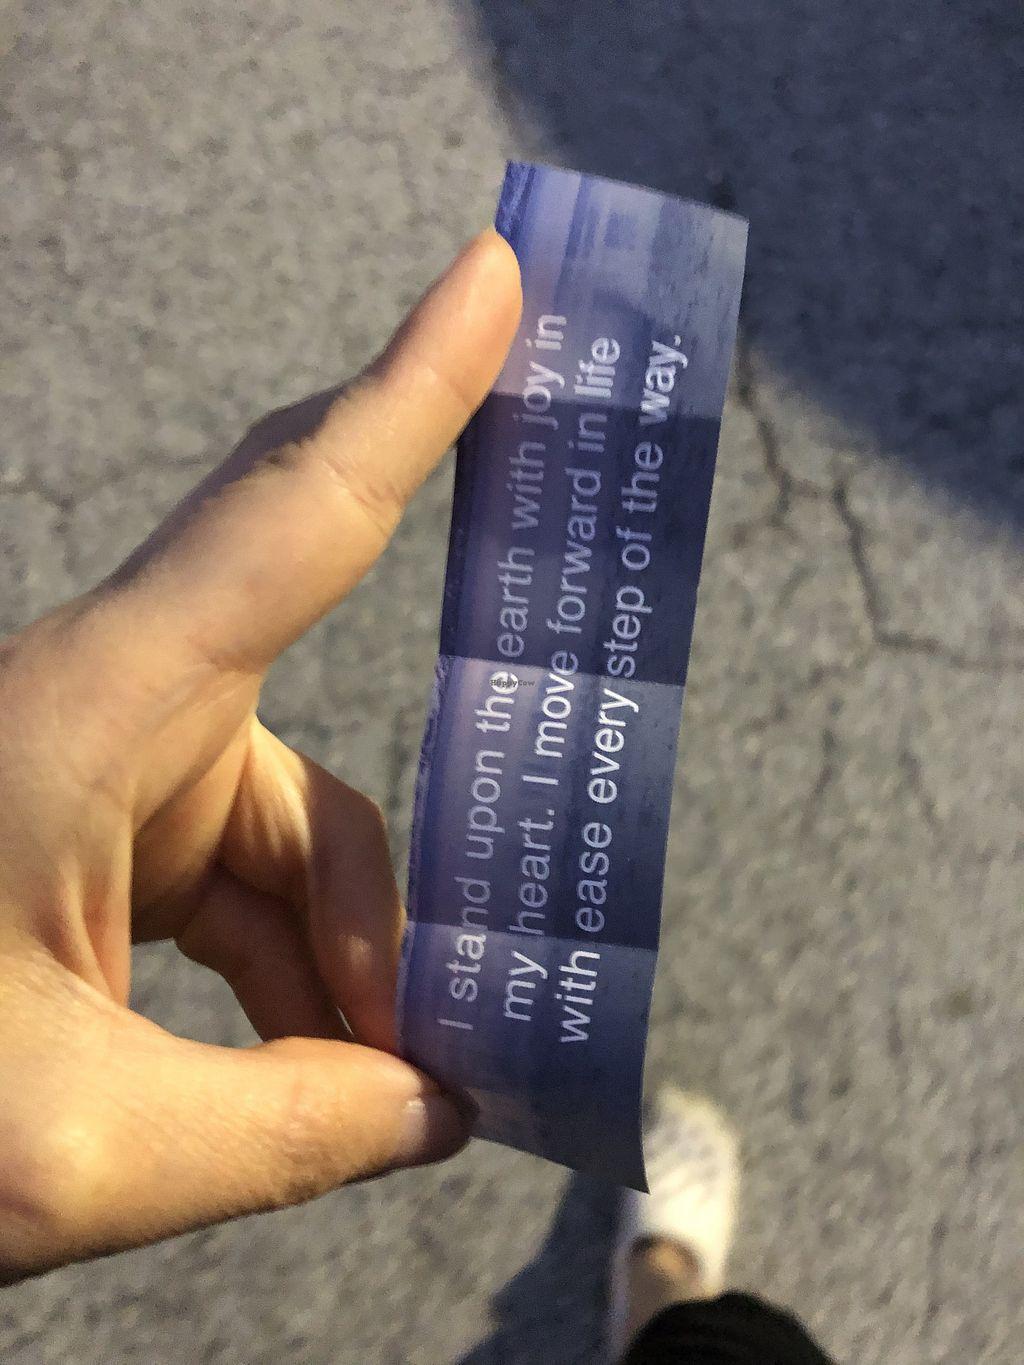 I stand upon the earth with joy in
my heart. I move forward in life
with ease every step of the way.
HappyCow